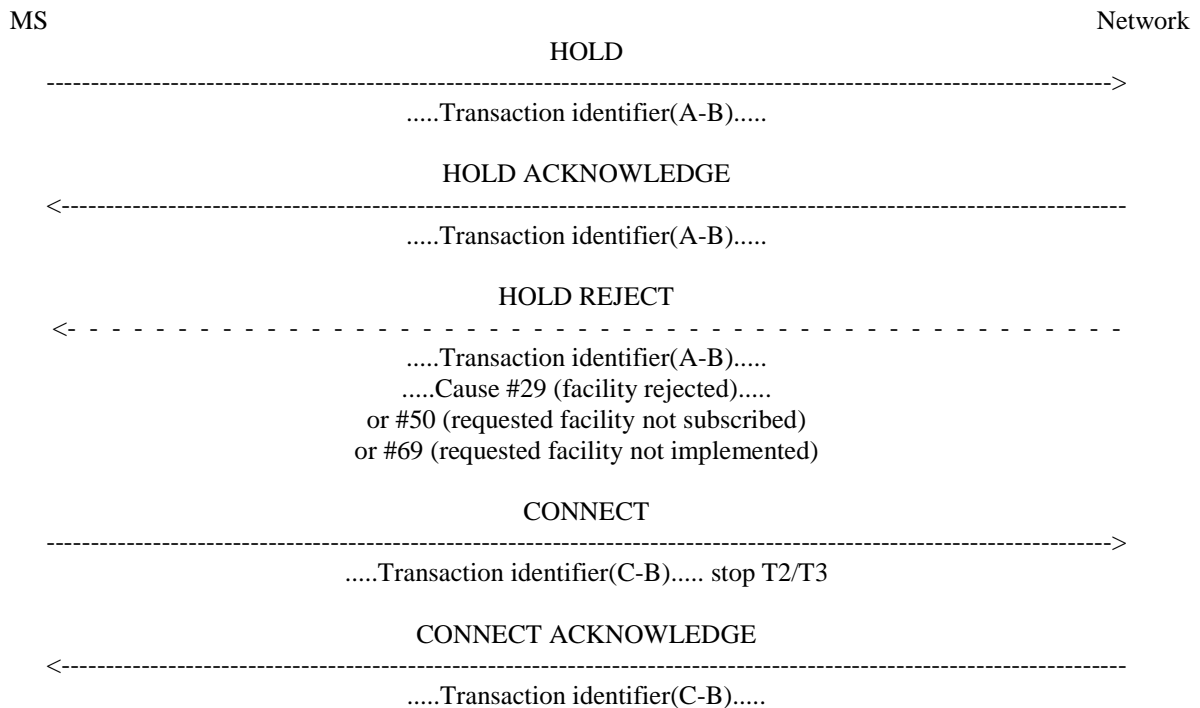 MS Network
HOLD
------------------------------------------------------------------------------------------------------------------------>
.....Transaction identifier(A-B).....
HOLD ACKNOWLEDGE
<------------------------------------------------------------------------------------------------------------------------
.....Transaction identifier(A-B).....
HOLD REJECT
<- - - - - - - - - - - - - - - - - - - - - - - - - - - - - - - - - - - - - - - - - - - - -
.....Transaction identifier(A-B).....
.....Cause #29 (facility rejected).....
or #50 (requested facility not subscribed)
or #69 (requested facility not implemented)
CONNECT
------------------------------------------------------------------------------------------------------------------------>
.....Transaction identifier(C-B)..... stop T2/T3
CONNECT ACKNOWLEDGE
<------------------------------------------------------------------------------------------------------------------------
.....Transaction identifier(C-B).....